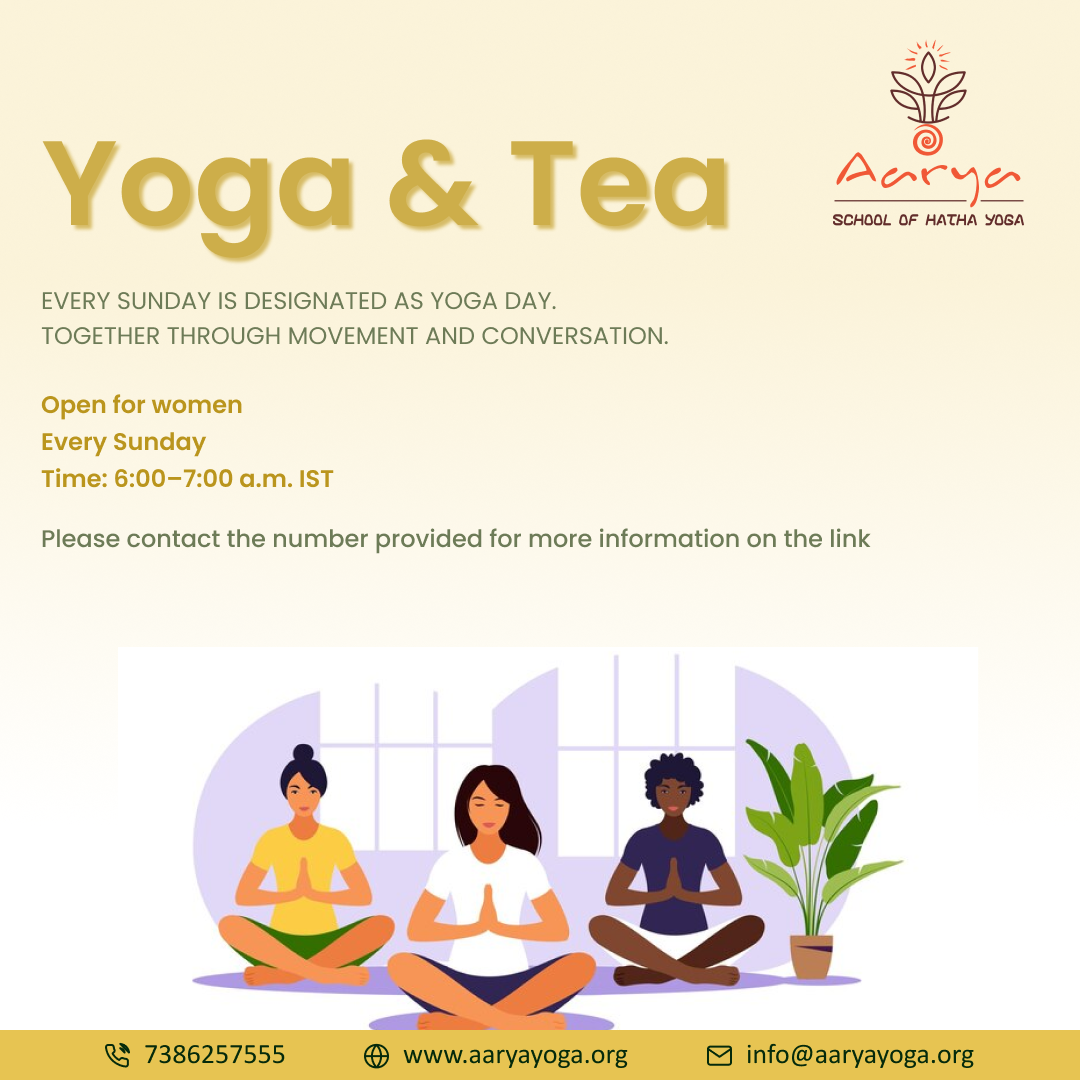 Yoga & Tea
Aarya
SCHOOL OF HATHA YOGA
EVERY SUNDAY IS DESIGNATED AS YOGA DAY.
TOGETHER THROUGH MOVEMENT AND CONVERSATION.
Open for women
Every Sunday
Time: 6:00–7:00 a.m. IST
Please contact the number provided for more information on the link
7386257555
www.aaryayoga.org
info@aaryayoga.org